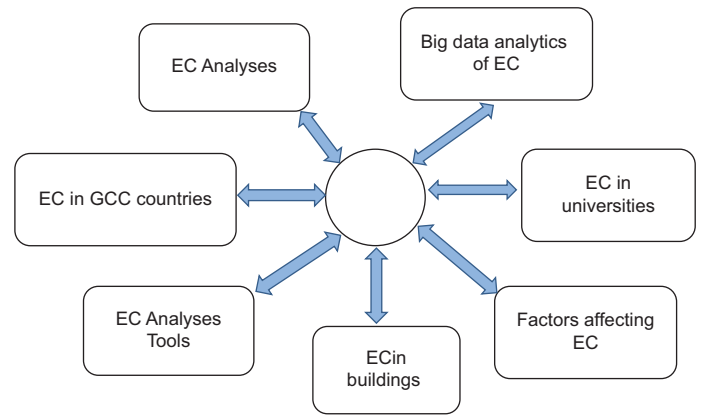 EC Analyses
Big data analytics
of EC
EC in GCC countries
EC in
universities
EC Analyses
Tools
ECin
buildings
Factors affecting
EC